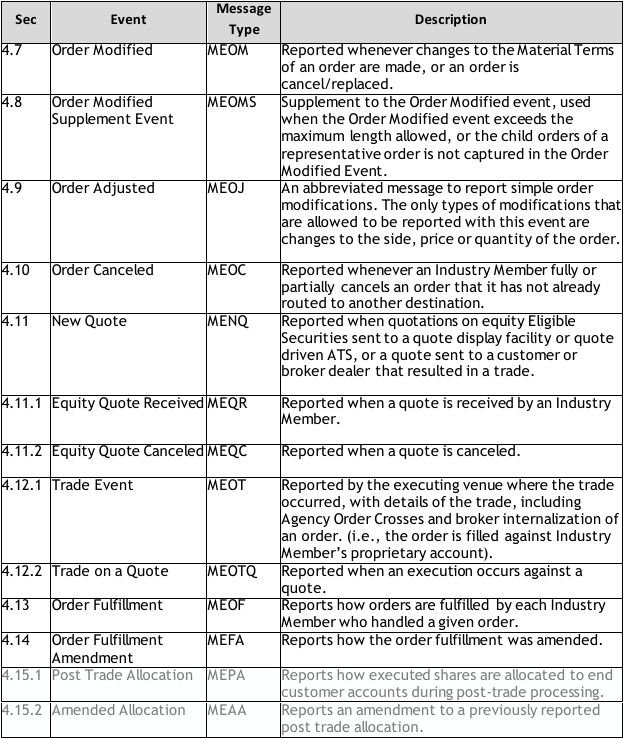 Sec Event Message Type Description
4.7 Order Modified MEOM Reported whenever changes to the Material Terms
of an order are made, or an order is
cancel/replaced.
4.8 Order Modified MEOMS Supplement to the Order Modified event, used
Supplement Event when the Order Modified event exceeds the
maximum length allowed, or the child orders of a
representative order is not captured in the Order
Modified Event.
4.9 Order Adjusted MEOJ An abbreviated message to report simple order
modifications. The only types of modifications that
are allowed to be reported with this event are
changes to the side, price or quantity of the order.
4.10 Order Canceled MEOC Reported whenever an Industry Member fully or
partially cancels an order that it has not already
routed to another destination.
4.11 New Quote MENQ Reported when quotations on equity Eligible
Securities sent to a quote display facility or quote
driven ATS, or a quote sent to a customer or
broker dealer that resulted in a trade.
4.11.1 Equity Quote Received MEQR Reported when a quote is received by an Industry
Member.
4.11.2 Equity Quote Canceled MEQC Reported when a quote is canceled.
4.12.1 Trade Event MEOT Reported by the executing venue where the trade
occurred, with details of the trade, including
Agency Order Crosses and broker internalization of
an order. (i.e., the order is filled against Industry
Member's proprietary account).
4.12.2 Trade on a Quote MEOTQ Reported when an execution occurs against a
quote.
4.13 Order Fulfillment MEOF Reports how orders are fulfilled by each Industry
Member who handled a given order.
4.14 Order Fulfillment MEFA Reports how the order fulfillment was amended.
Amendment
4.15.1 Post Trade Allocation MEPA Reports how executed shares are allocated to end
customer accounts during post-trade processing.
4.15.2 Amended Allocation MEAA Reports an amendment to a previously reported
post trade allocation.